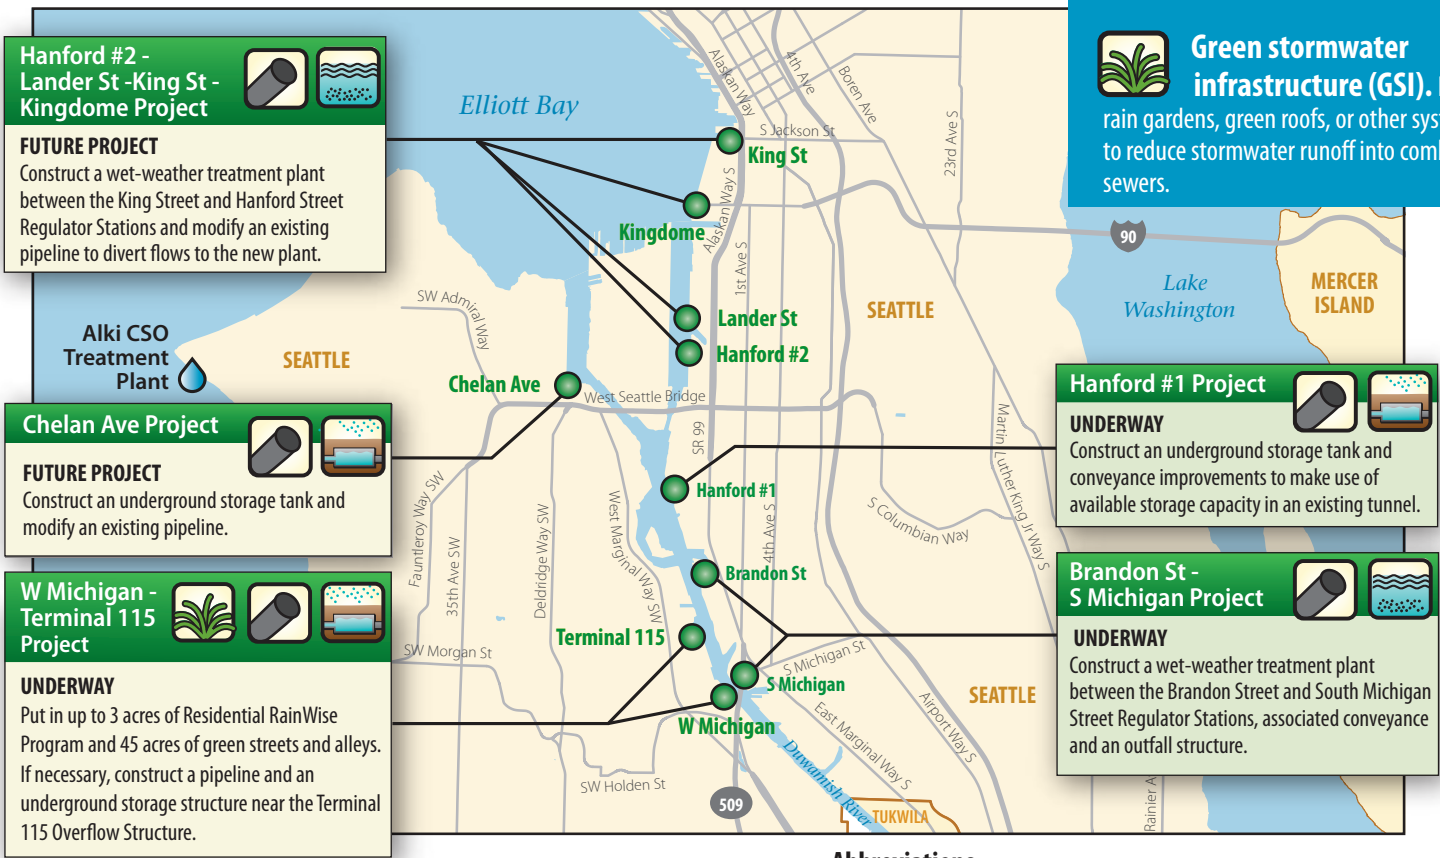 Hanford #2 -
Lander St -King St -
Kingdome Project
FUTURE PROJECT
Construct a wet-weather treatment plant
between the King Street and Hanford Street
Regulator Stations and modify an existing
pipeline to divert flows to the new plant.
Alki CSO
Treatment
Plant
Chelan Ave Project
FUTURE PROJECT
Construct an underground storage tank and
modify an existing pipeline.
W Michigan -
Terminal 115
Project
UNDERWAY
Put in up to 3 acres of Residential RainWise
Program and 45 acres of green streets and alleys.
If necessary, construct a pipeline and an
underground storage structure near the Terminal
115 Overflow Structure.
Green stormwater
infrastructure (GSI).
rain gardens, green roofs, or other
to reduce stormwater runoff into
sewers.
Hanford #1 Project
UNDERWAY
Construct an underground storage tank and
conveyance improvements to make use of
available storage capacity in an existing tunnel.
Brandon St -
S Michigan Project
UNDERWAY
Construct a wet-weather treatment plant
between the Brandon Street and South Michigan
Street Regulator Stations, associated conveyance
and an outfall structure.
Elliott Bay
Alaskan Way
4th Ave
Boren Ave
23rd Ave S
S Jackson St
King St
Alaskan Way S
Kingdome
1st Ave S
90
Lake
Washington
MERCER
ISLAND
SW Admiral Way
SEATTLE
SEATTLE
Lander St
Hanford #2
Chelan Ave
West Seattle Bridge
SR 99
Martin Luther King Jr Way S
Hanford #1
S Columbian Way
4th Ave S
Fauntleroy Way SW
35th Ave SW
Deldridge Way SW
West Marginal Way SW
Brandon St
Terminal 115
SW Morgan St
S Michigan St
S Michigan
SEATTLE
W Michigan
East Marginal Way S
Airport Way S
Duwamish River
SW Holden St
509
TUKWILA
Rainier A
Abbreviations